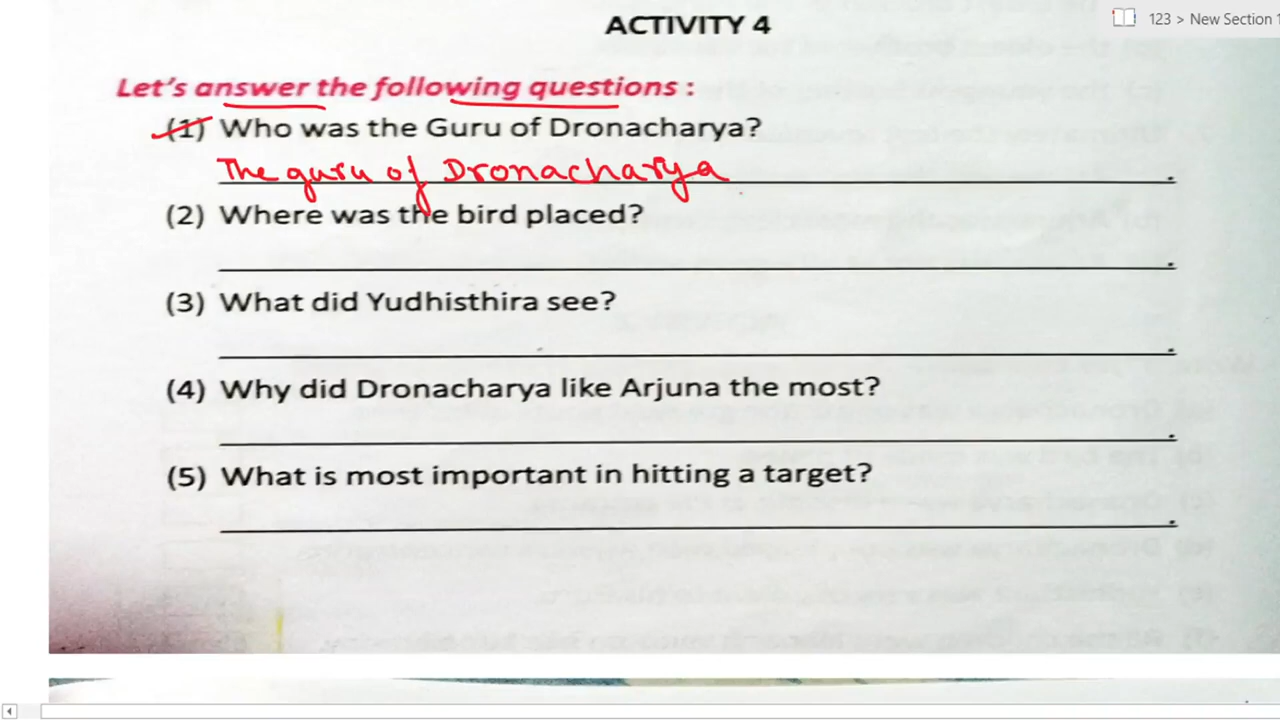 ACTIVITY 4
123 > New Section 1
Let's answer the following questions :
(1) Who was the Guru of Dronacharya?
The guru of Dronacharya
(2) Where was the bird placed?
(3) What did Yudhisthira see?
(4) Why did Dronacharya like Arjuna the most?
(5) What is most important in hitting a target?